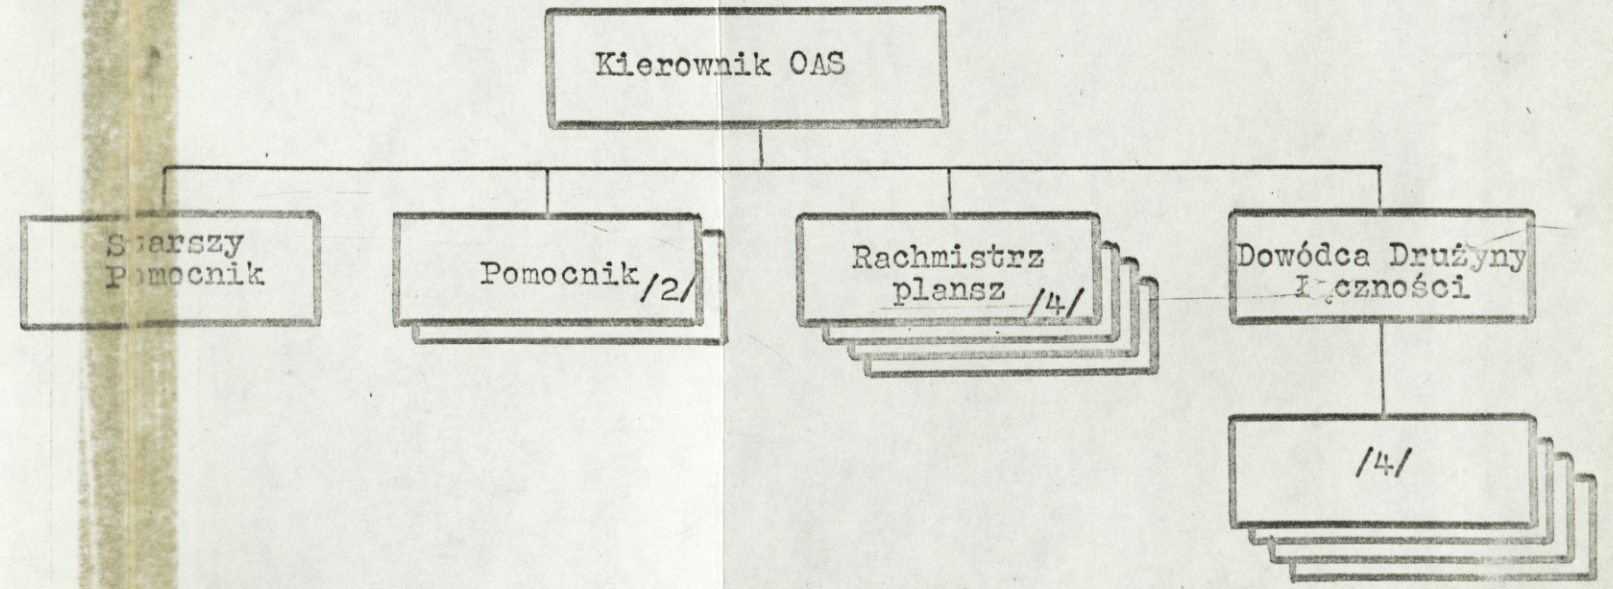 Kierownik OAS
Starszy
Pomocnik
Pomocnik /2/
Rachmistrz
plansz /4/
Dowódca Drużyny
Łączności
/4/